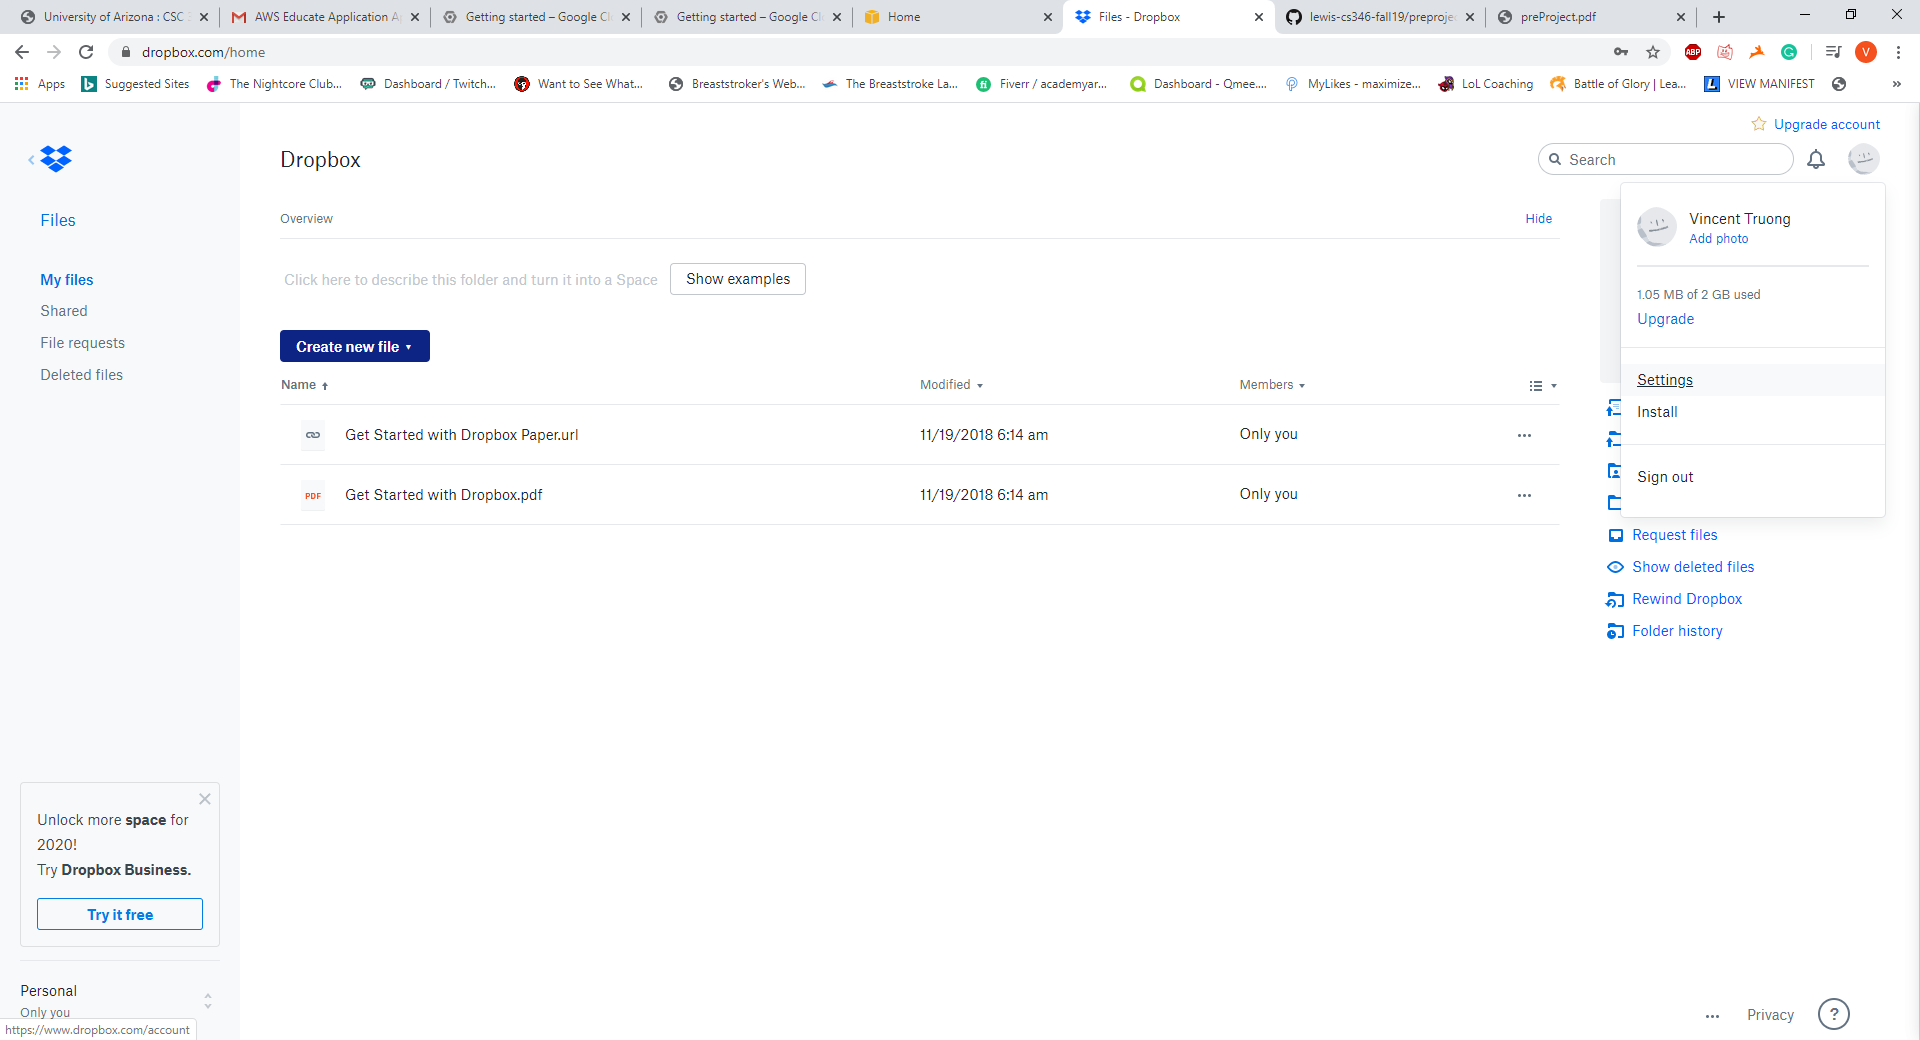 University of Arizona : CSC
AWS Educate Application A
Getting started – Google Cl
Getting started – Google Cl
Home
Files - Dropbox
lewis-cs346-fall19/preproje
preProject.pdf
dropbox.com/home
ABP
V
Apps
Suggested Sites
The Nightcore Club...
Dashboard / Twitch...
Want to See What...
Breaststroker's Web...
The Breaststroke La...
Fiverr / academyar...
Dashboard - Qmee....
MyLikes - maximize...
LoL Coaching
Battle of Glory | Lea...
VIEW MANIFEST
Upgrade account
Dropbox
Search
Files
Overview
Hide
Vincent Truong
Add photo
My files
Shared
File requests
Deleted files
Click here to describe this folder and turn it into a Space
Show examples
1.05 MB of 2 GB used
Upgrade
Create new file
Name
Modified
Members
Settings
Install
Get Started with Dropbox Paper.url
11/19/2018 6:14 am
Only you
Sign out
PDF
Get Started with Dropbox.pdf
11/19/2018 6:14 am
Only you
Request files
Show deleted files
Rewind Dropbox
Folder history
Unlock more space for
2020!
Try Dropbox Business.
Try it free
Personal
Only you
https://www.dropbox.com/account
Privacy
?